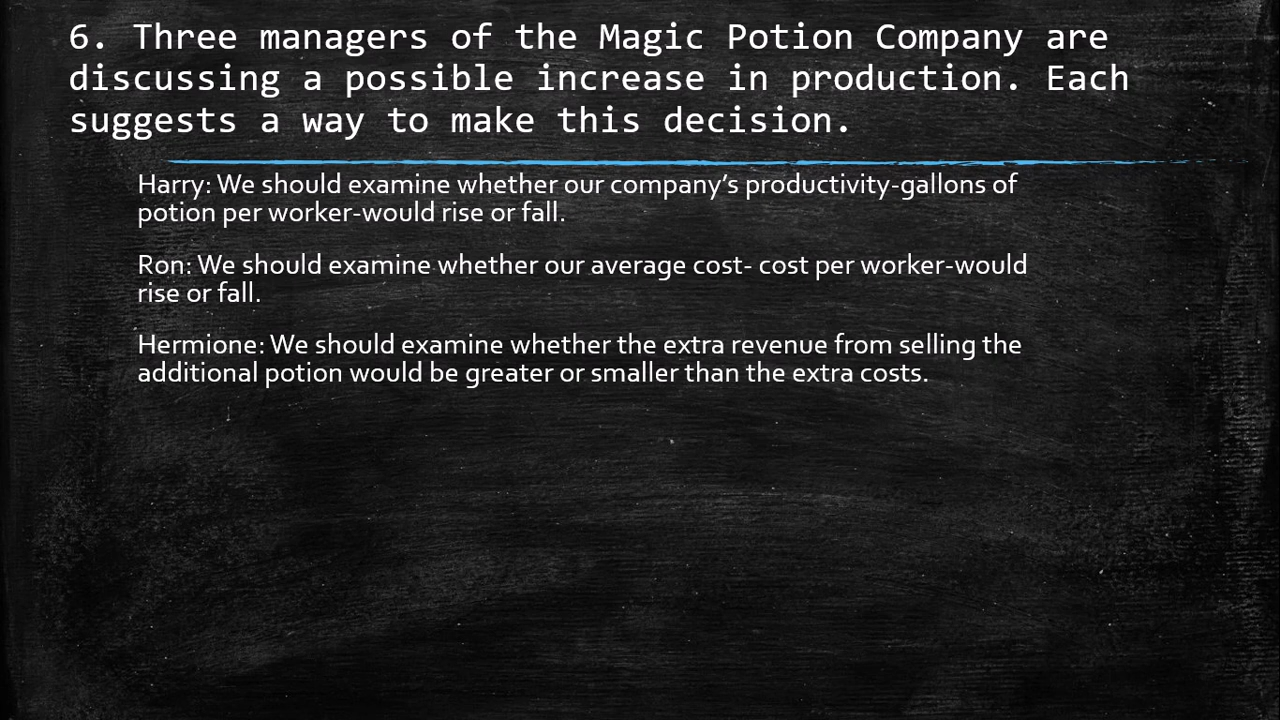 6. Three managers of the Magic Potion Company are
discussing a possible increase in production. Each
suggests a way to make this decision.
Harry: We should examine whether our company’s productivity-gallons of
potion per worker-would rise or fall.
Ron: We should examine whether our average cost- cost per worker-would
rise or fall.
Hermione: We should examine whether the extra revenue from selling the
additional potion would be greater or smaller than the extra costs.